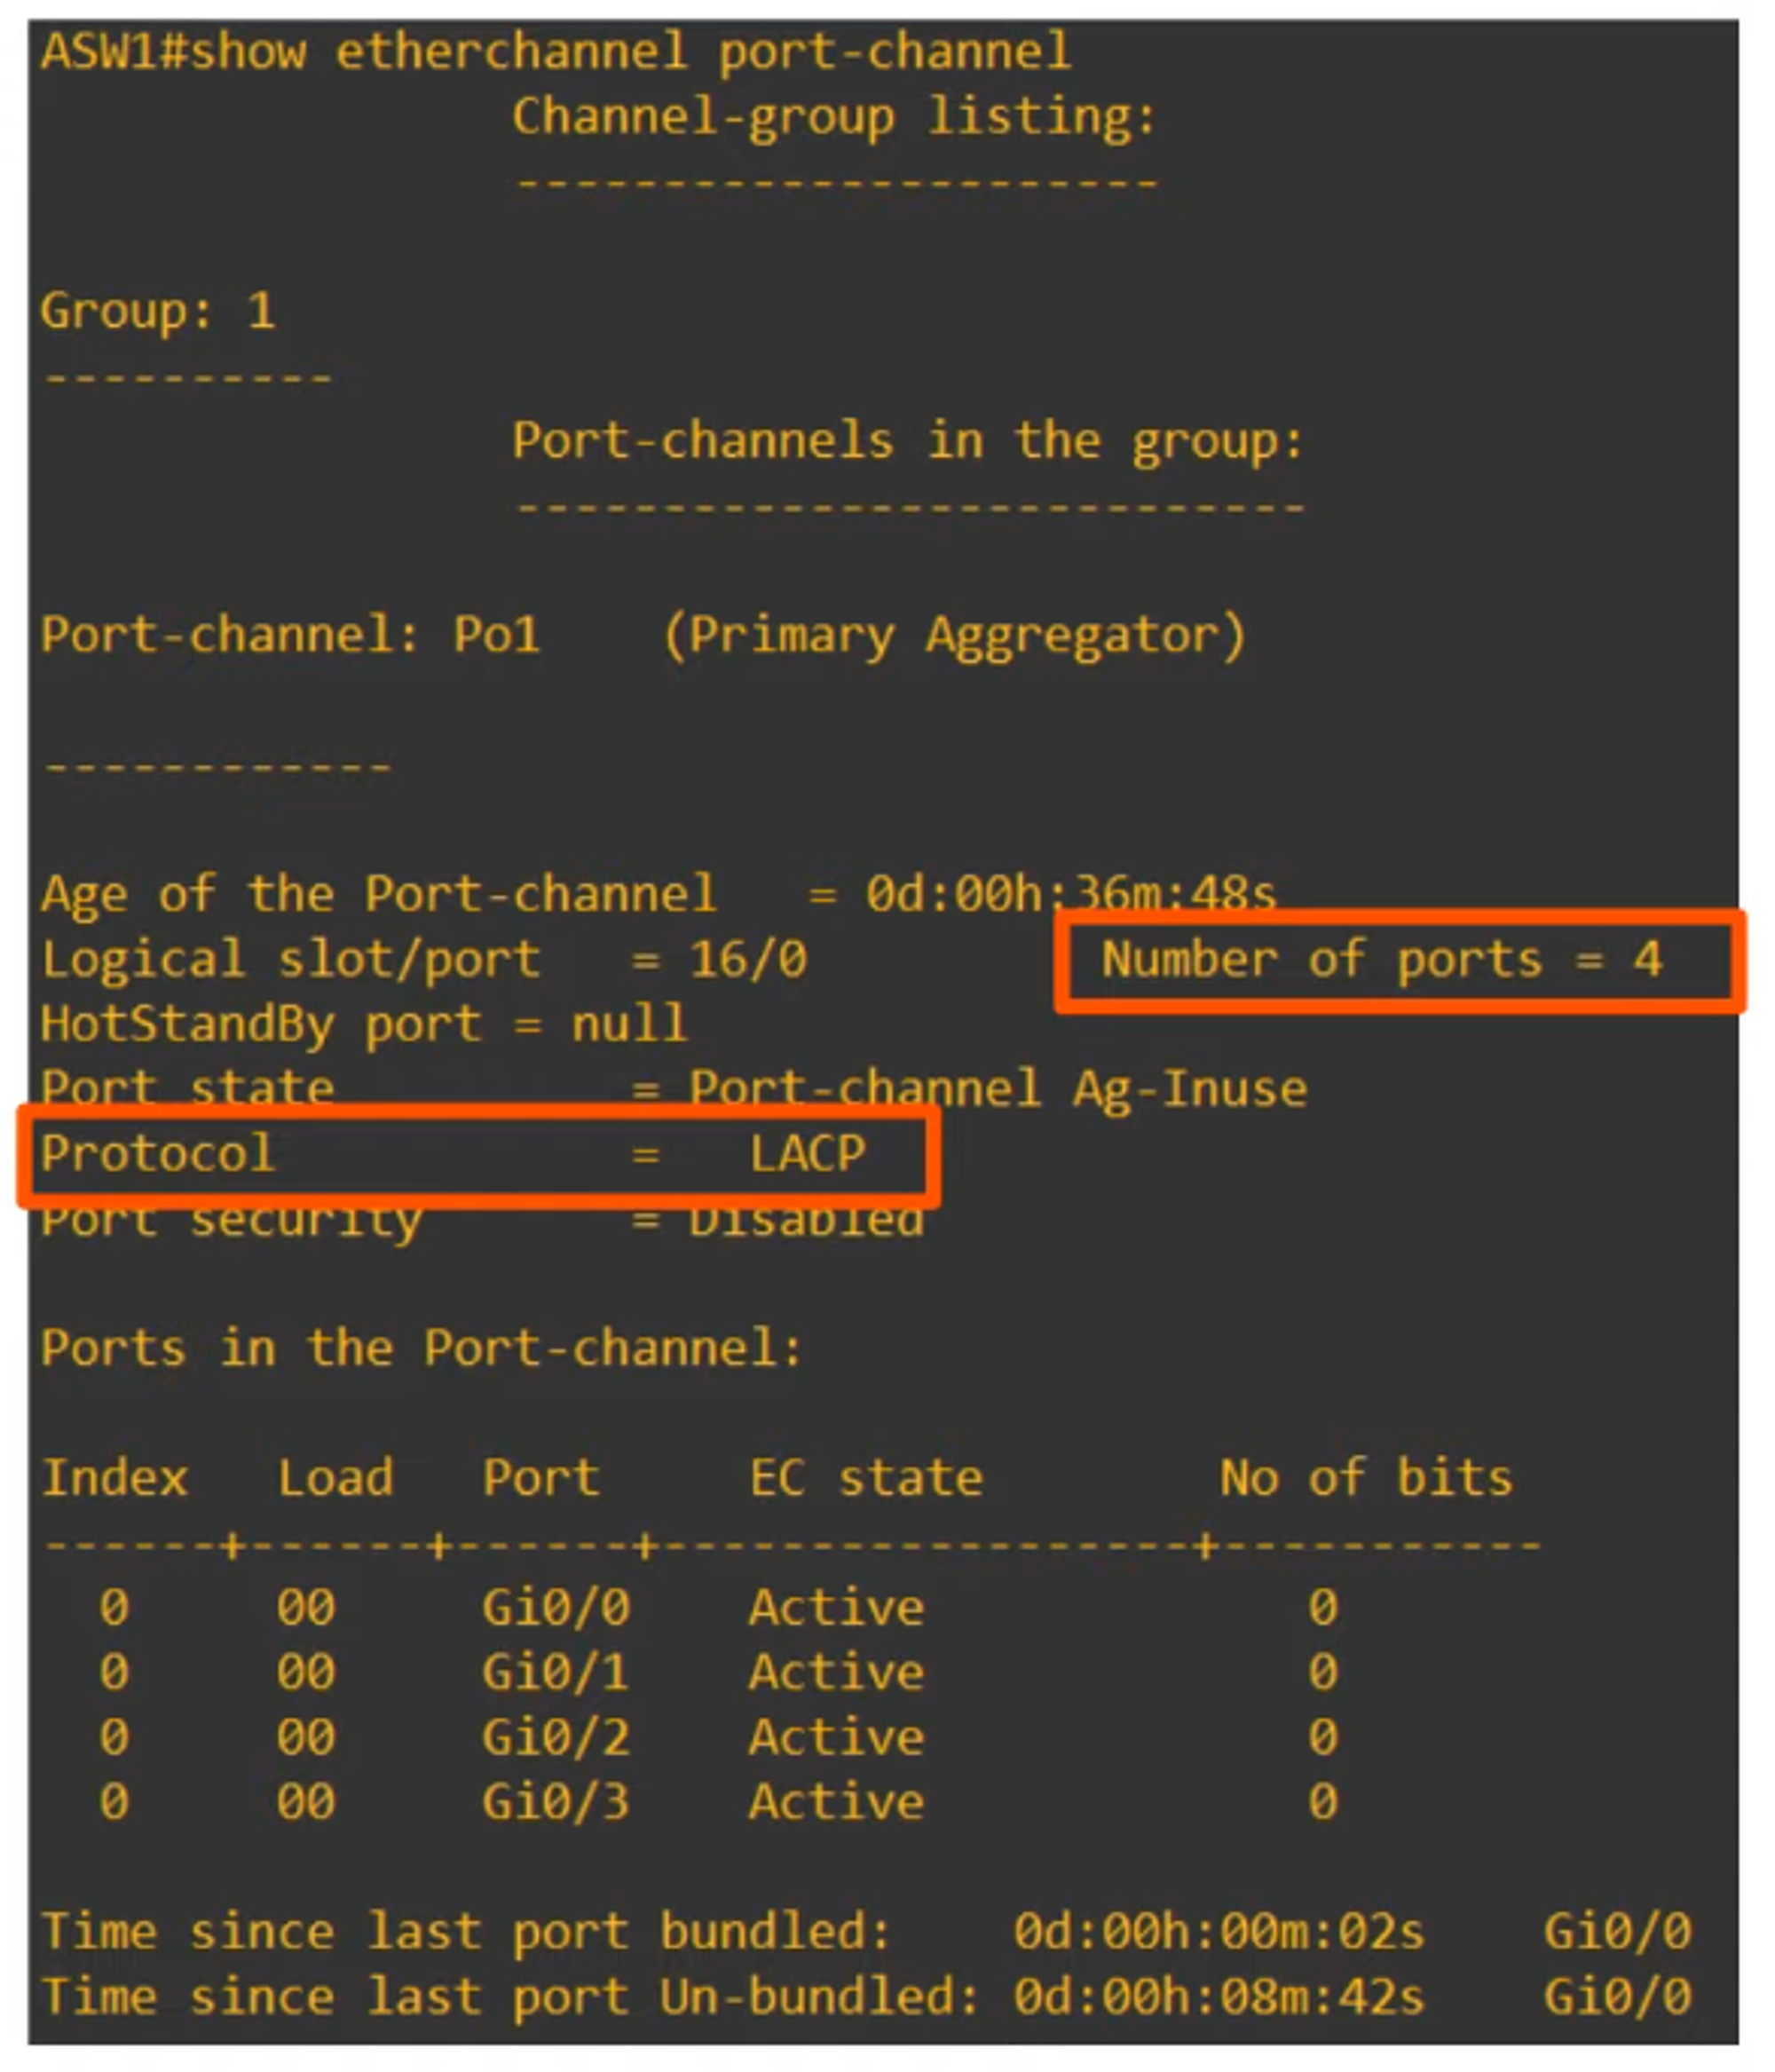 ASW1#show etherchannel port-channel
Channel-group listing:
----------------------
Group: 1
----------
Port-channels in the group:
---------------------------
Port-channel: Po1    (Primary Aggregator)
------------
Age of the Port-channel   = 0d:00h:36m:48s
Logical slot/port   = 16/0          Number of ports = 4
HotStandBy port = null
Port state          = Port-channel Ag-Inuse
Protocol            =   LACP
Port security       = Disabled
Ports in the Port-channel:
Index   Load   Port     EC state        No of bits
------+------+------+------------------+-----------
0     00     Gi0/0    Active             0
0     00     Gi0/1    Active             0
0     00     Gi0/2    Active             0
0     00     Gi0/3    Active             0
Time since last port bundled:    0d:00h:00m:02s    Gi0/0
Time since last port Un-bundled: 0d:00h:08m:42s    Gi0/0